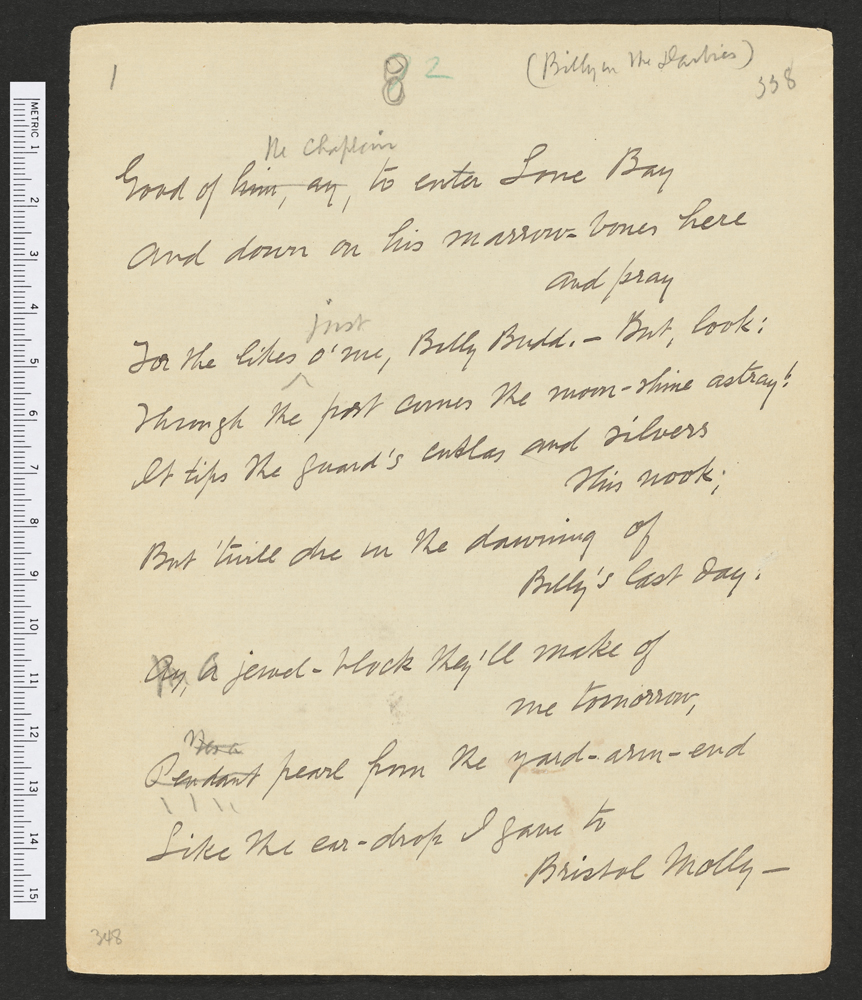 METRIC 1 2 3 4 5 6 7 8 9 10 11 12 13 14 15
1 8 2 (Billy in the Darbies)
338
the Chaplain
Good of him, ay, to enter Lone Bay
And down on his marrow-bones here
and pray
just
For the likes o' me, Billy Budd. – But, look:
Through the port comes the moon-shine astray!
It tips the guard's cutlas and silvers
this nook;
But 'twill die in the dawning of
Billy's last day.
Ay, A jewel-block they'll make of
me tomorrow,
Pendant pearl from the yard-arm-end
Like the ear-drop I gave to
Bristol Molly —
348